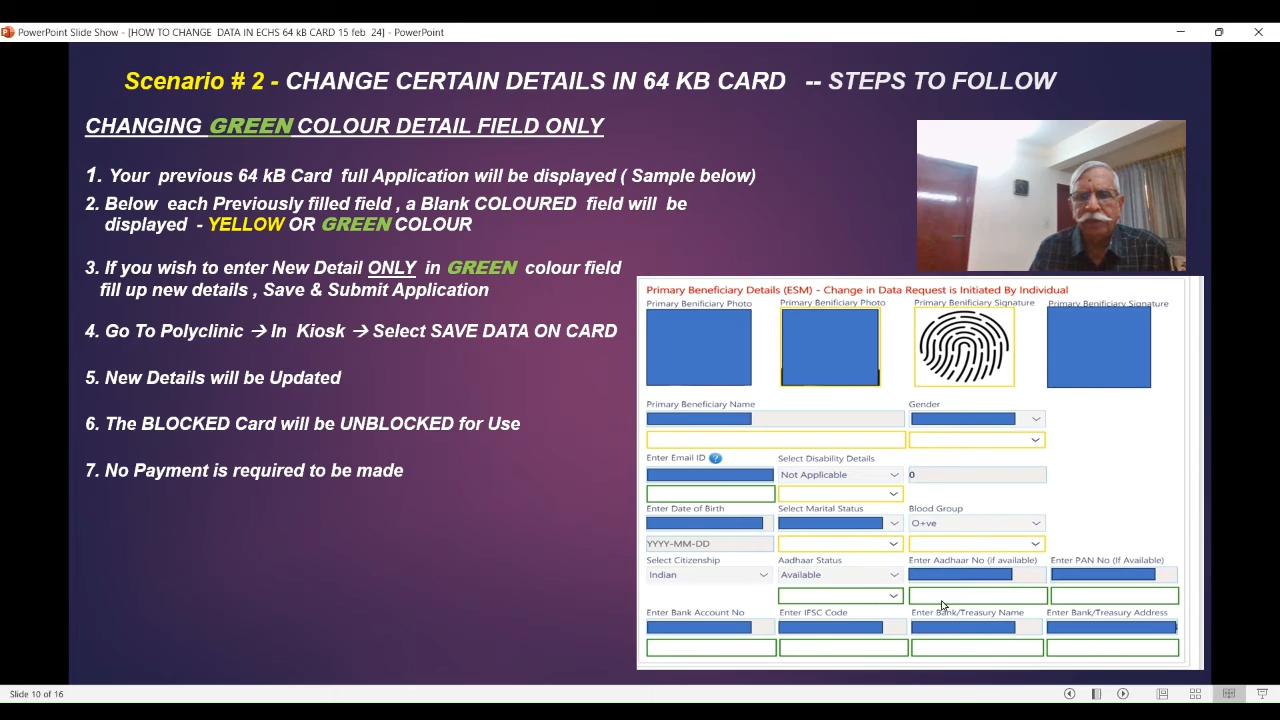 PowerPoint Slide Show - [HOW TO CHANGE DATA IN ECHS 64 kB CARD 15 feb 24] - PowerPoint
Scenario # 2 - CHANGE CERTAIN DETAILS IN 64 KB CARD -- STEPS TO FOLLOW
CHANGING GREEN COLOUR DETAIL FIELD ONLY
1. Your previous 64 kB Card full Application will be displayed ( Sample below)
2. Below each Previously filled field , a Blank COLOURED field will be
displayed - YELLOW OR GREEN COLOUR
3. If you wish to enter New Detail ONLY in GREEN colour field
fill up new details , Save & Submit Application
4. Go To Polyclinic → In Kiosk → Select SAVE DATA ON CARD
5. New Details will be Updated
6. The BLOCKED Card will be UNBLOCKED for Use
7. No Payment is required to be made
Primary Beneficiary Details (ESM) - Change in Data Request is Initiated By Individual
Primary Benificiary Photo Primary Benificiary Photo Primary Benificiary Signature Primary Benificiary Signature
Primary Beneficiary Name Gender
Enter Email ID ? Select Disability Details
Not Applicable 0
Enter Date of Birth Select Marital Status Blood Group
O+ve
YYYY-MM-DD
Select Citizenship Aadhaar Status Enter Aadhaar No (if available) Enter PAN No (If Available)
Indian Available
Enter Bank Account No Enter IFSC Code Enter Bank/Treasury Name Enter Bank/Treasury Address
Slide 10 of 16